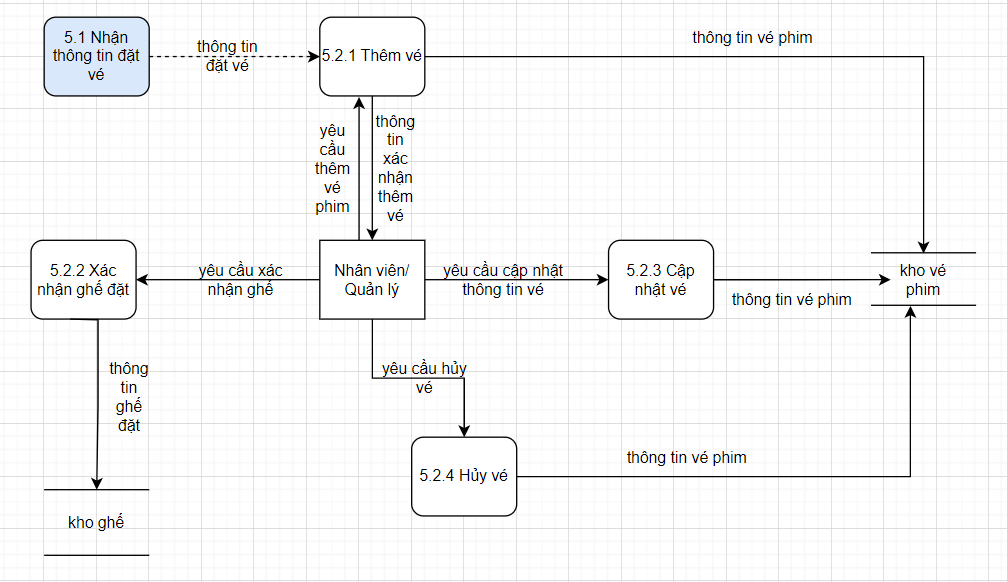 5.1 Nhận
thông tin đặt
vé
thông tin
đặt vé
5.2.1 Thêm vé
thông tin vé phim
yêu
cầu
thêm
vé
phim
thông
tin
xác
nhận
thêm
vé
5.2.2 Xác
nhận ghế đặt
yêu cầu xác
nhận ghế
Nhân viên/
Quản lý
yêu cầu cập nhật
thông tin vé
5.2.3 Cập
nhật vé
thông tin vé phim
kho vé
phim
thông
tin
ghế
đặt
yêu cầu hủy
vé
5.2.4 Hủy vé
thông tin vé phim
kho ghế